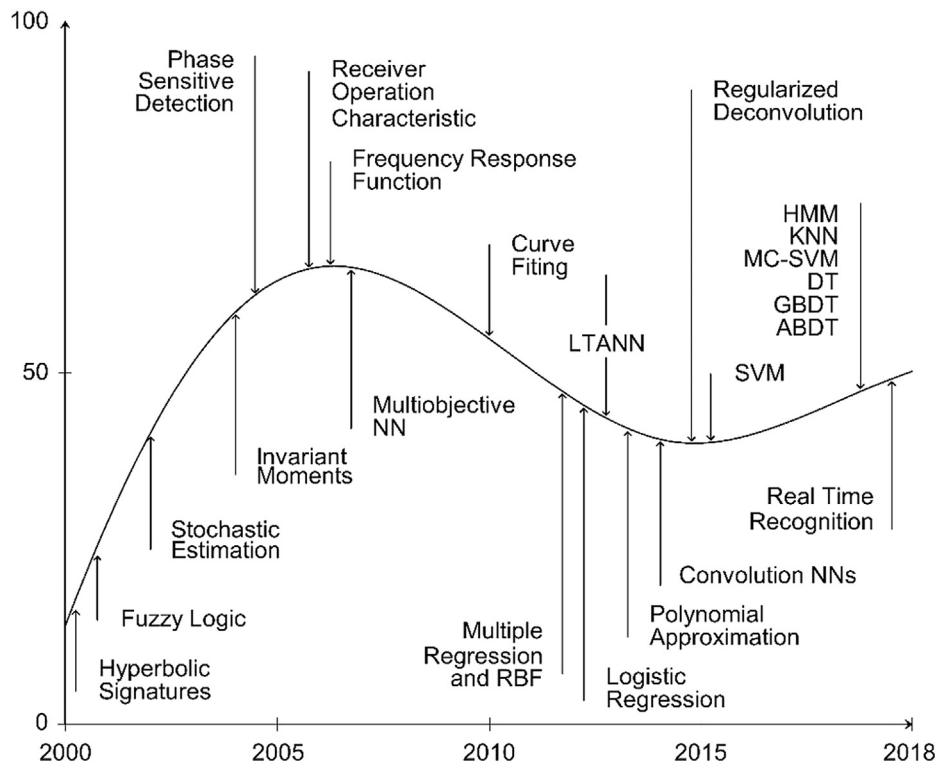 100
Phase
Sensitive
Detection
Receiver
Operation
Characteristic
Frequency Response
Function
Regularized
Deconvolution
HMM
KNN
MC-SVM
DT
GBDT
ABDT
Curve
Fiting
LTANN
50
SVM
Multiobjective
NN
Invariant
Moments
Stochastic
Estimation
Real Time
Recognition
Convolution NNs
Fuzzy Logic
Polynomial
Approximation
Multiple
Regression
and RBF
Hyperbolic
Signatures
Logistic
Regression
0
2000
2005
2010
2015
2018